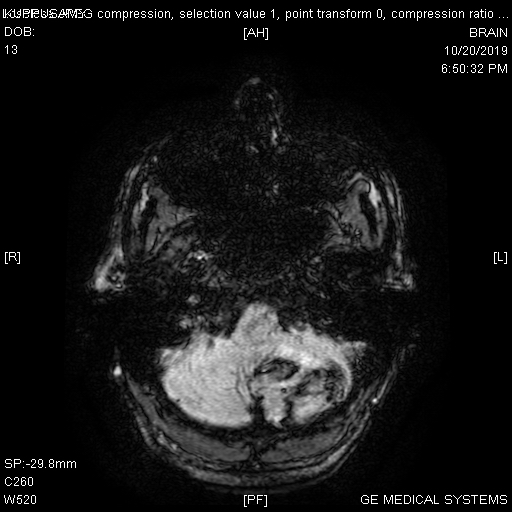 compression, selection value 1, point transform 0, compression ratio ...
DOB:
[AH]
BRAIN
13
10/20/2019
6:50:32 PM
[R]
[L]
SP:-29.8mm
C260
W520
[PF]
GE MEDICAL SYSTEMS